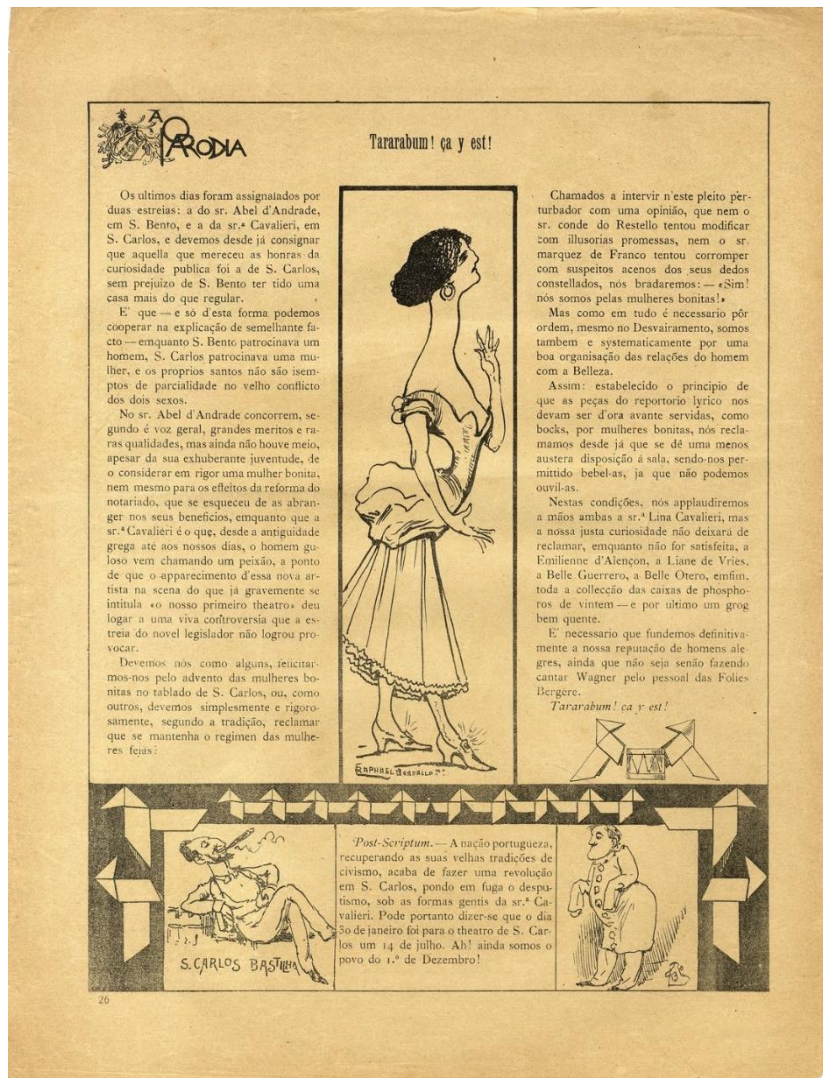 A PARODIA
Tararabum! ça y est!
Os ultimos dias foram assignalados por
duas estreias: a do sr. Abel d'Andrade,
em S. Bento, e a da sr.ª Cavalieri, em
S. Carlos, e devemos desde já consignar
que aquella que mereceu as honras da
curiosidade publica foi a de S. Carlos,
sem prejuizo de S. Bento ter tido uma
casa mais do que regular.
E' que — e só d'esta forma podemos
cooperar na explicação de semelhante fa-
cto — emquanto S. Bento patrocinava um
homem, S. Carlos patrocinava uma mu-
lher, e os proprios santos não são isem-
ptos de parcialidade no velho conflicto
dos dois sexos.
No sr. Abel d'Andrade concorrem, se-
gundo é voz geral, grandes meritos e ra-
ras qualidades, mas ainda não houve meio,
apesar da sua exhuberante juventude, de
o considerar em rigor uma mulher bonita,
nem mesmo para os effeitos da reforma do
notariado, que se esqueceu de as abran-
ger nos seus beneficios, emquanto que a
sr.ª Cavalieri é o que, desde a antiguidade
grega até aos nossos dias, o homem gu-
loso vem chamando um peixão, a ponto
de que o apparecimento d'essa nova ar-
tista na scena do que já gravemente se
intitula «o nosso primeiro theatro» deu
logar a uma viva controversia que a es-
treia do novel legislador não logrou pro-
vocar.
Devemos nós como alguns, felicitar-
mos-nos pelo advento das mulheres bo-
nitas no tablado de S. Carlos, ou, como
outros, devemos simplesmente e rigoro-
samente, segundo a tradição, reclamar
que se mantenha o regimen das mulhe-
res feias?
RAPHAEL BORDALLO P.
Chamados a intervir n'este pleito per-
turbador com uma opinião, que nem o
sr. conde do Restello tentou modificar
com illusorias promessas, nem o sr.
marquez de Franco tentou corromper
com suspeitos acenos dos seus dedos
constellados, nós bradaremos: — «Sim!
nós somos pelas mulheres bonitas!»
Mas como em tudo é necessario pôr
ordem, mesmo no Desvairamento, somos
tambem e systematicamente por uma
boa organisação das relações do homem
com a Belleza.
Assim: estabelecido o principio de
que as peças do reportorio lyrico nos
devam ser d'ora avante servidas, como
bocks, por mulheres bonitas, nós recla-
mamos desde já que se dê uma menos
austera disposição á sala, sendo-nos per-
mittido bebel-as, ja que não podemos
ouvil-as.
Nestas condições, nós applaudiremos
a mãos ambas a sr.ª Lina Cavalieri, mas
a nossa justa curiosidade não deixará de
reclamar, emquanto não for satisfeita, a
Emilienne d'Alençon, a Liane de Vries,
a Belle Guerrero, a Belle Otero, emfim,
toda a collecção das caixas de phospho-
ros de vintem — e por ultimo um grog
bem quente.
E' necessario que fundemos definitiva-
mente a nossa reputação de homens ale-
gres, ainda que não seja senão fazendo
cantar Wagner pelo pessoal das Folies
Bergère.
Tararabum! ça y est!
S. CARLOS BASTILHA
Post-Scriptum. — A nação portugueza,
recuperando as suas velhas tradições de
civismo, acaba de fazer uma revolução
em S. Carlos, pondo em fuga o despu-
tismo, sob as formas gentis da sr.ª Ca-
valieri. Pode portanto dizer-se que o dia
30 de janeiro foi para o theatro de S. Car-
los um 14 de julho. Ah! ainda somos o
povo do 1.º de Dezembro!
26